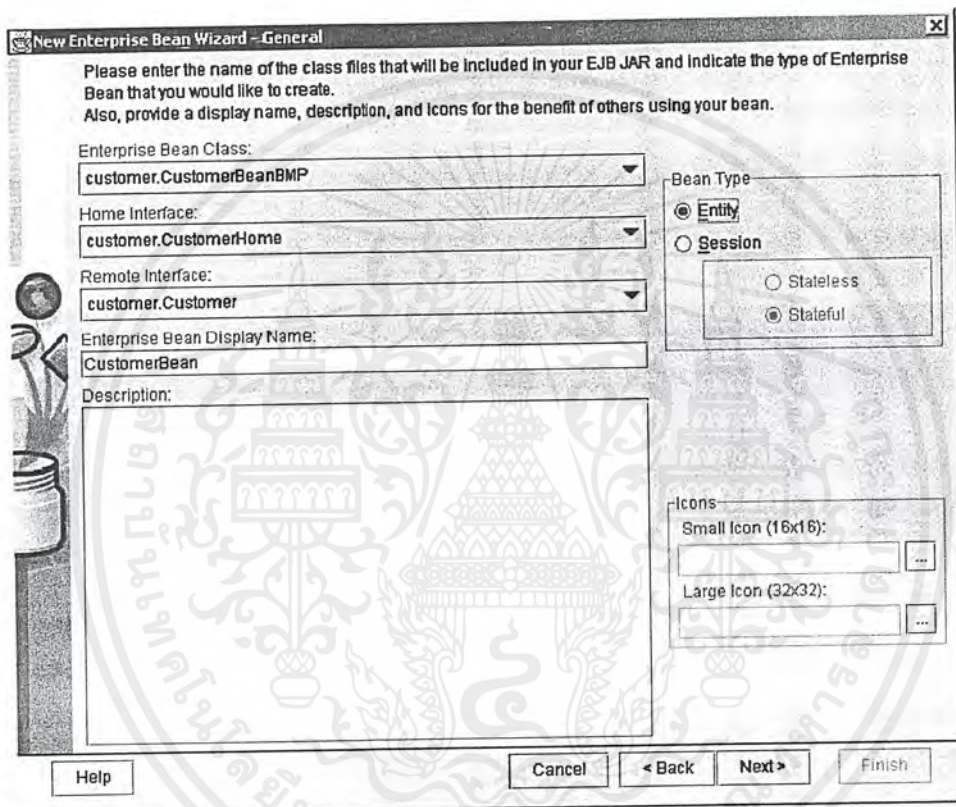 New Enterprise Bean Wizard - General
Please enter the name of the class files that will be included in your EJB JAR and indicate the type of Enterprise
Bean that you would like to create.
Also, provide a display name, description, and icons for the benefit of others using your bean.
Enterprise Bean Class:
customer.CustomerBeanBMP
Home Interface:
customer.CustomerHome
Remote Interface:
customer.Customer
Enterprise Bean Display Name:
CustomerBean
Description:
Bean Type
Entity
Session
Stateless
Stateful
Icons
Small Icon (16x16):
...
Large Icon (32x32):
...
Help
Cancel
< Back
Next >
Finish